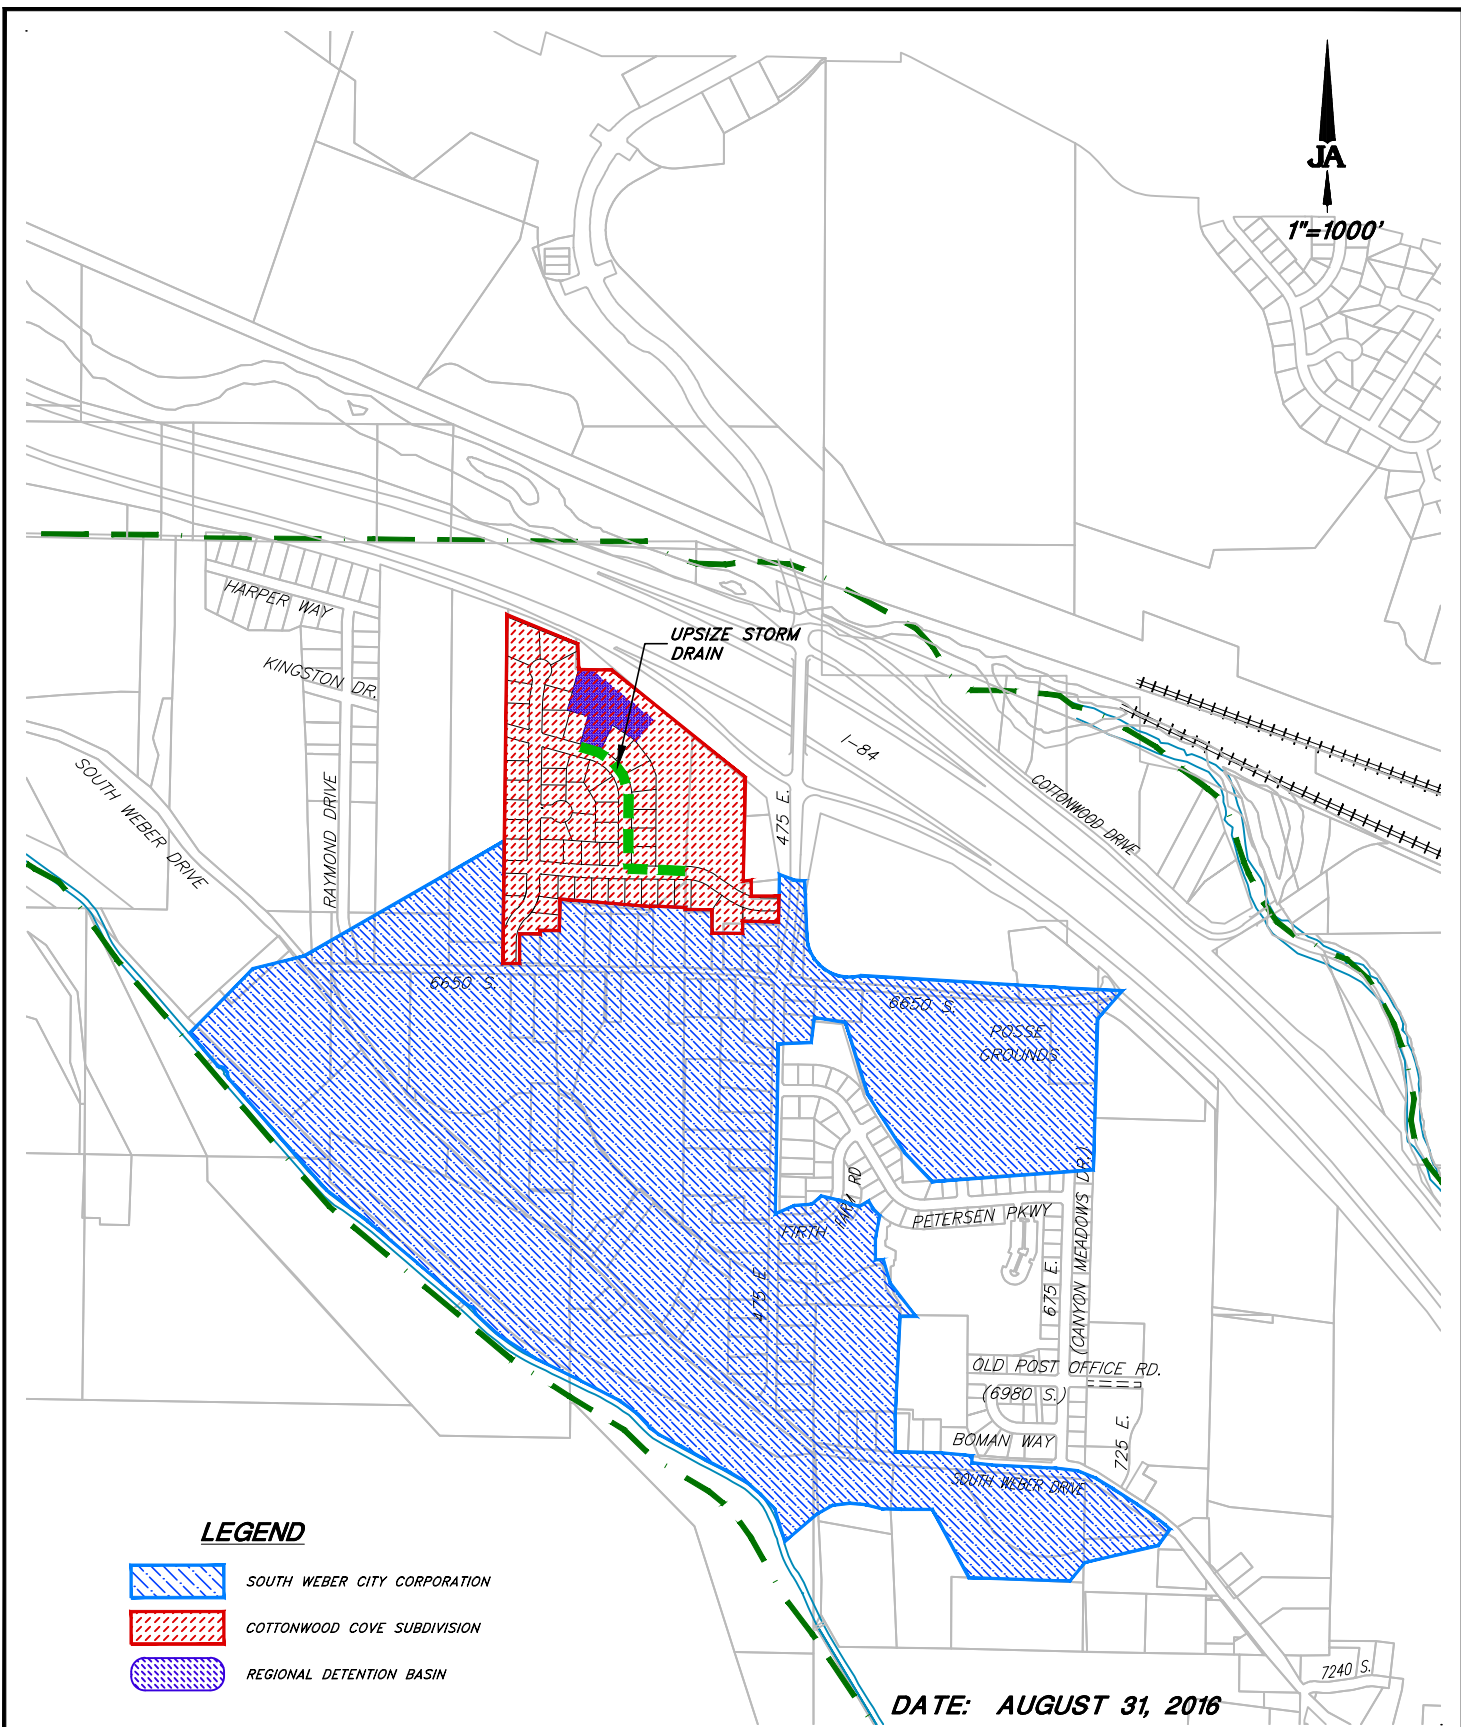 JA
1"=1000'
HARPER WAY
UPSIZE STORM
DRAIN
KINGSTON DR.
I-84
SOUTH WEBER DRIVE
RAYMOND DRIVE
475 E.
COTTONWOOD DRIVE
6650 S.
6650 S.
POSSE
GROUNDS
FIRTH FARM RD
PETERSEN PKWY
(CANYON MEADOWS DR.)
475 E.
675 E.
OLD POST OFFICE RD.
(6980 S.)
BOMAN WAY
725 E.
SOUTH WEBER DRIVE
LEGEND
SOUTH WEBER CITY CORPORATION
COTTONWOOD COVE SUBDIVISION
REGIONAL DETENTION BASIN
7240 S.
DATE: AUGUST 31, 2016